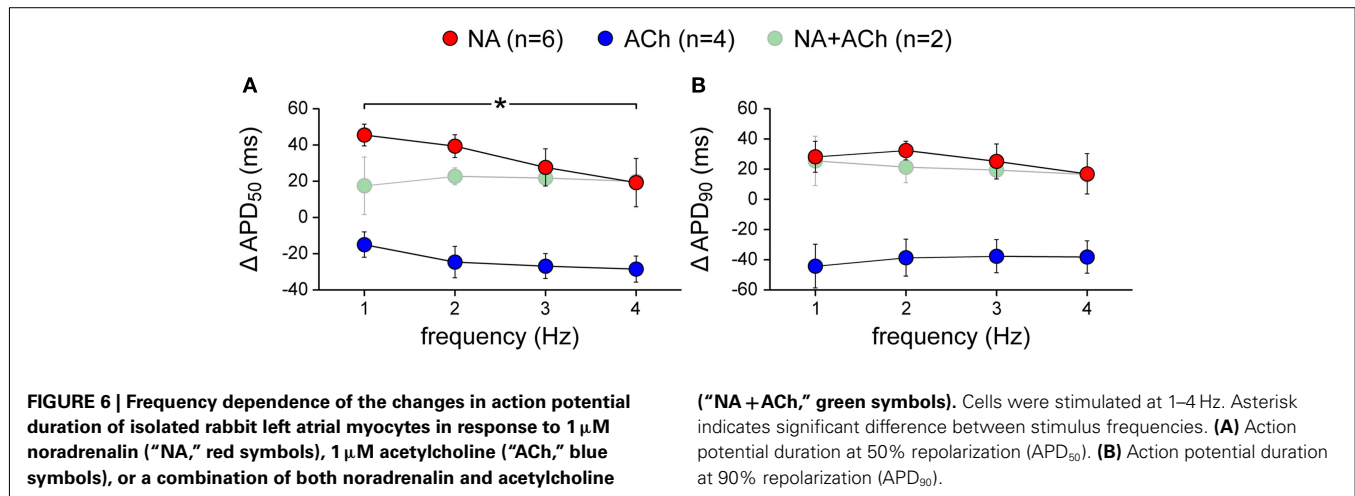 NA (n=6) ACh (n=4) NA+ACh (n=2)
A
*
Δ APD₅₀ (ms)
60
40
20
0
-20
-40
1 2 3 4
frequency (Hz)
B
Δ APD₉₀ (ms)
60
40
20
0
-20
-40
-60
1 2 3 4
frequency (Hz)
FIGURE 6 | Frequency dependence of the changes in action potential
duration of isolated rabbit left atrial myocytes in response to 1 μM
noradrenalin (“NA,” red symbols), 1 μM acetylcholine (“ACh,” blue
symbols), or a combination of both noradrenalin and acetylcholine
(“NA + ACh,” green symbols). Cells were stimulated at 1–4 Hz. Asterisk
indicates significant difference between stimulus frequencies. (A) Action
potential duration at 50% repolarization (APD₅₀). (B) Action potential duration
at 90% repolarization (APD₉₀).